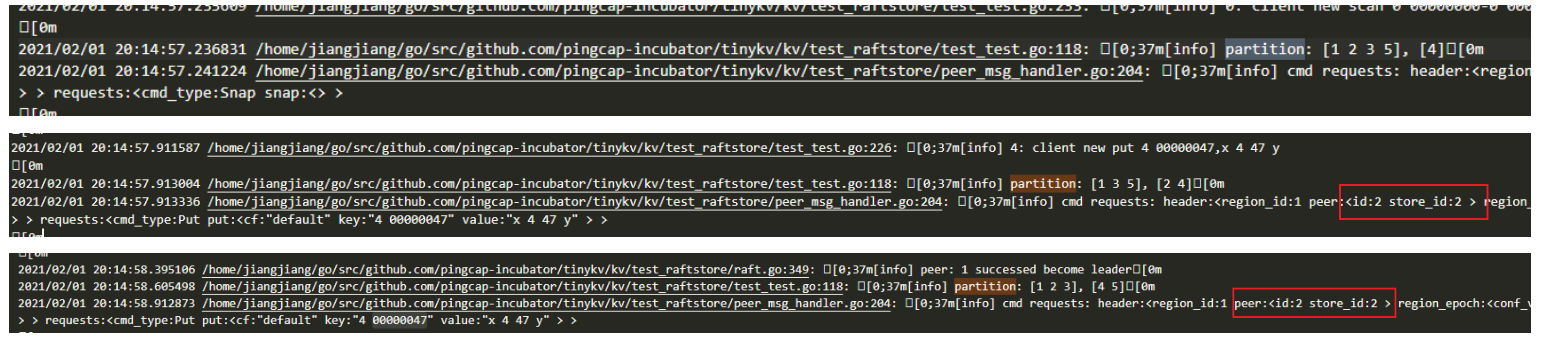 2021/02/01 20:14:57.235609 /home/jiangjiang/go/src/github.com/pingcap-incubator/tinykv/kv/test_raftstore/test_test.go:233: □[0;37m[info] 0: client new scan 0 00000000-0
□[0m
2021/02/01 20:14:57.236831 /home/jiangjiang/go/src/github.com/pingcap-incubator/tinykv/kv/test_raftstore/test_test.go:118: □[0;37m[info] partition: [1 2 3 5], [4]□[0m
2021/02/01 20:14:57.241224 /home/jiangjiang/go/src/github.com/pingcap-incubator/tinykv/kv/test_raftstore/peer_msg_handler.go:204: □[0;37m[info] cmd requests: header:<region
> > requests:<cmd_type:Snap snap:<> >
□[0m
□[0m
2021/02/01 20:14:57.911587 /home/jiangjiang/go/src/github.com/pingcap-incubator/tinykv/kv/test_raftstore/test_test.go:226: □[0;37m[info] 4: client new put 4 00000047,x 4 47 y
□[0m
2021/02/01 20:14:57.913004 /home/jiangjiang/go/src/github.com/pingcap-incubator/tinykv/kv/test_raftstore/test_test.go:118: □[0;37m[info] partition: [1 3 5], [2 4]□[0m
2021/02/01 20:14:57.913336 /home/jiangjiang/go/src/github.com/pingcap-incubator/tinykv/kv/test_raftstore/peer_msg_handler.go:204: □[0;37m[info] cmd requests: header:<region_id:1 peer:<id:2 store_id:2 > region_
> > requests:<cmd_type:Put put:<cf:"default" key:"4 00000047" value:"x 4 47 y" > >
□[0m
□[0m
2021/02/01 20:14:58.395106 /home/jiangjiang/go/src/github.com/pingcap-incubator/tinykv/kv/test_raftstore/raft.go:349: □[0;37m[info] peer: 1 successed become leader□[0m
2021/02/01 20:14:58.605498 /home/jiangjiang/go/src/github.com/pingcap-incubator/tinykv/kv/test_raftstore/test_test.go:118: □[0;37m[info] partition: [1 2 3], [4 5]□[0m
2021/02/01 20:14:58.912873 /home/jiangjiang/go/src/github.com/pingcap-incubator/tinykv/kv/test_raftstore/peer_msg_handler.go:204: □[0;37m[info] cmd requests: header:<region_id:1 peer:<id:2 store_id:2 > region_epoch:<conf_v
> > requests:<cmd_type:Put put:<cf:"default" key:"4 00000047" value:"x 4 47 y" > >